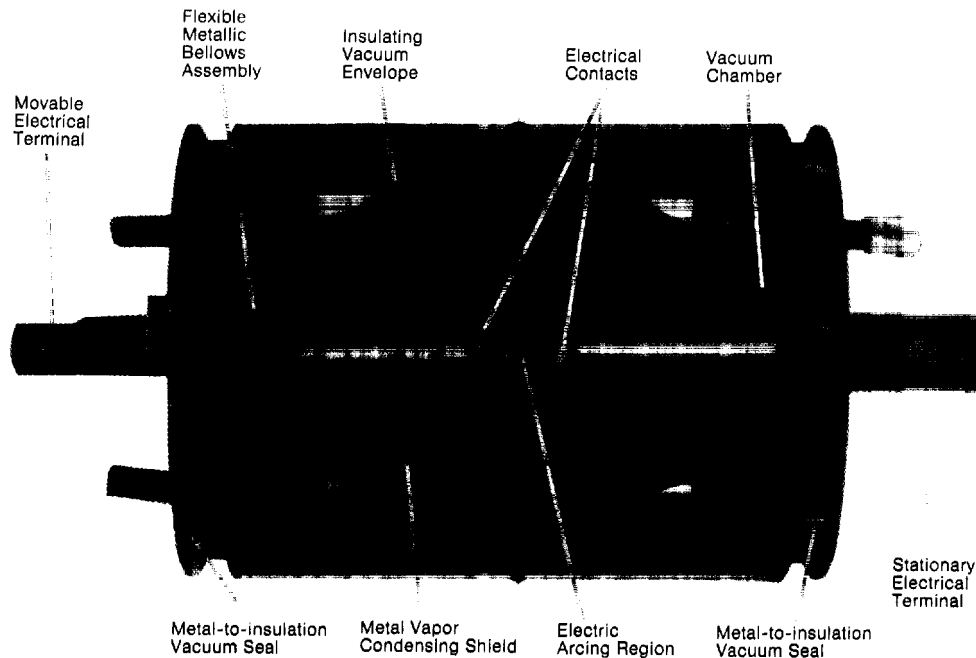 Flexible
Metallic
Bellows
Assembly
Insulating
Vacuum
Envelope
Electrical
Contacts
Vacuum
Chamber
Movable
Electrical
Terminal
Stationary
Electrical
Terminal
Metal-to-insulation
Vacuum Seal
Metal Vapor
Condensing Shield
Electric
Arcing Region
Metal-to-insulation
Vacuum Seal